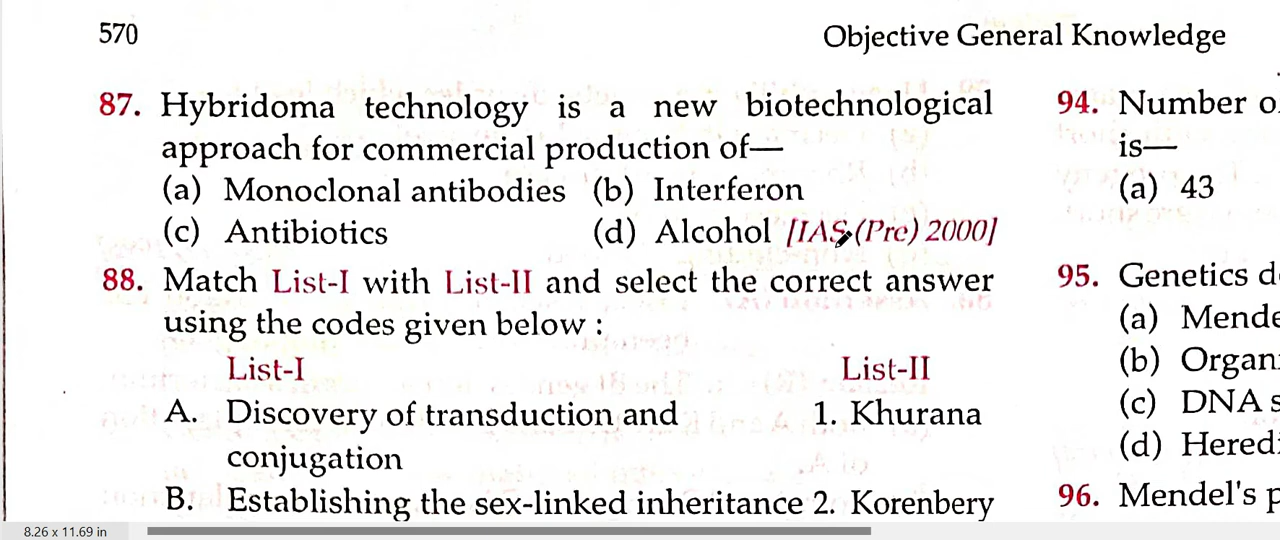 570
Objective General Knowledge
87. Hybridoma technology is a new biotechnological
approach for commercial production of—
(a) Monoclonal antibodies (b) Interferon
(c) Antibiotics (d) Alcohol [IAS (Pre) 2000]
88. Match List-I with List-II and select the correct answer
using the codes given below :
List-I List-II
A. Discovery of transduction and 1. Khurana
conjugation
B. Establishing the sex-linked inheritance 2. Korenbery
94. Number o
is—
(a) 43
95. Genetics d
(a) Mende
(b) Organ
(c) DNA s
(d) Heredi
96. Mendel's p
8.26 x 11.69 in